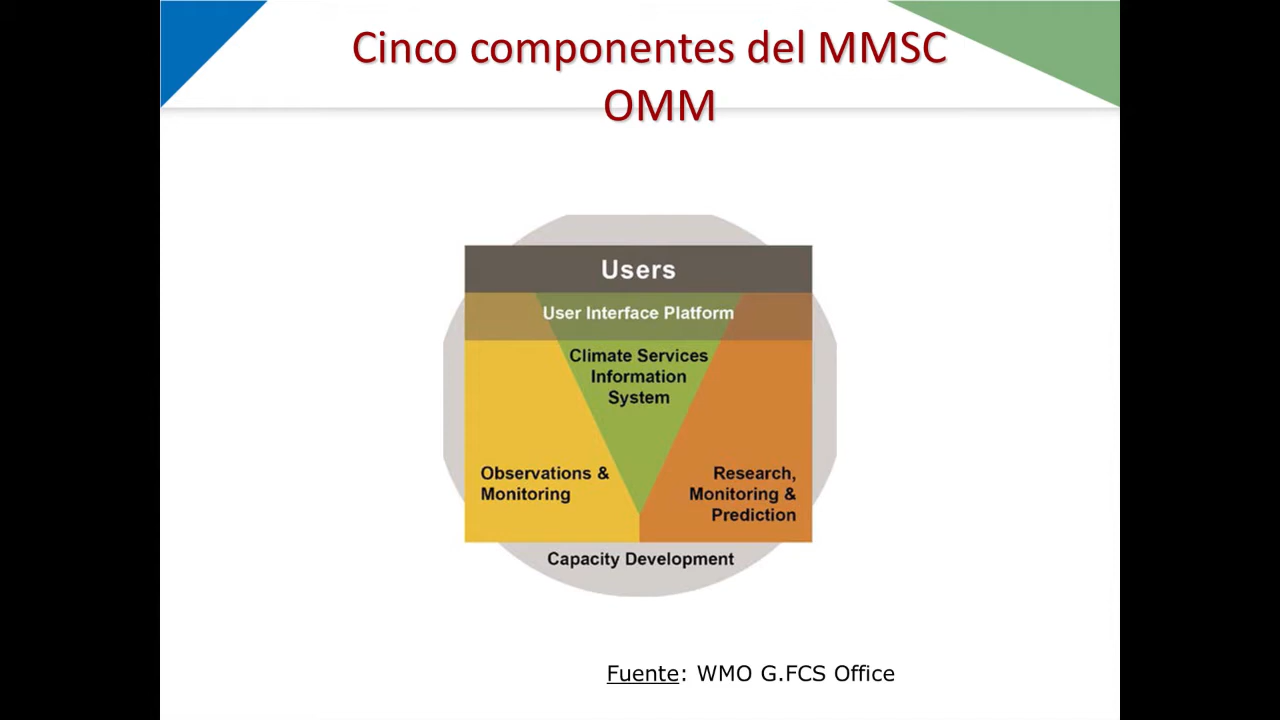 Cinco componentes del MMSC
OMM
Users
User Interface Platform
Climate Services
Information
System
Observations &
Monitoring
Research,
Monitoring &
Prediction
Capacity Development
Fuente: WMO G.FCS Office